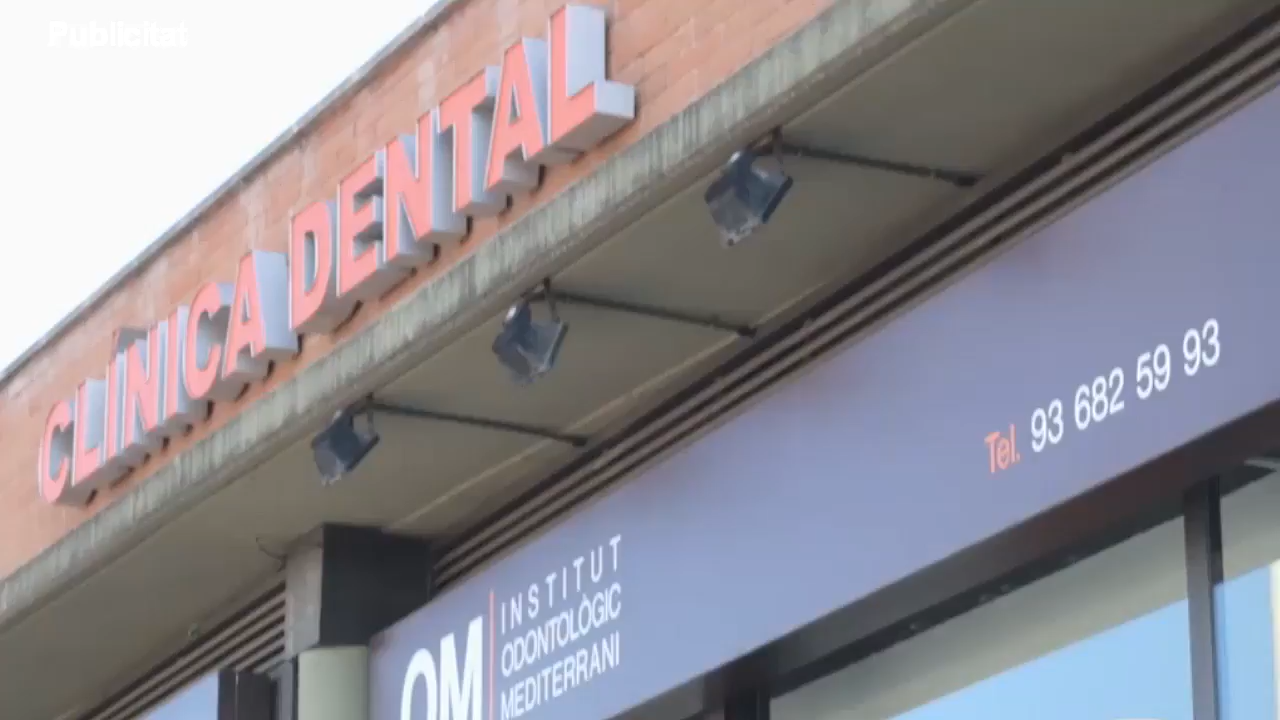 Publicitat
CLÍNICA DENTAL
Tel. 93 682 59 93
OM
INSTITUT
ODONTOLÒGIC
MEDITERRANI